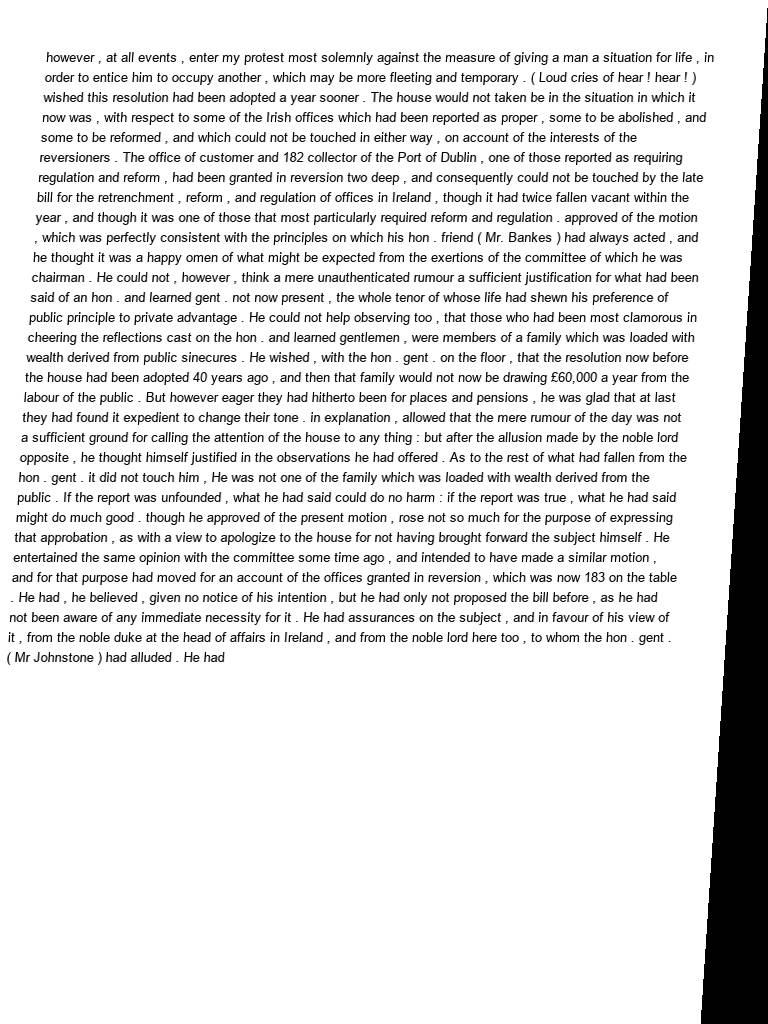 however , at all events , enter my protest most solemnly against the measure of giving a man a situation for life , in
order to entice him to occupy another , which may be more fleeting and temporary . ( Loud cries of hear ! hear ! )
wished this resolution had been adopted a year sooner . The house would not taken be in the situation in which it
now was , with respect to some of the Irish offices which had been reported as proper , some to be abolished , and
some to be reformed , and which could not be touched in either way , on account of the interests of the
reversioners . The office of customer and 182 collector of the Port of Dublin , one of those reported as requiring
regulation and reform , had been granted in reversion two deep , and consequently could not be touched by the late
bill for the retrenchment , reform , and regulation of offices in Ireland , though it had twice fallen vacant within the
year , and though it was one of those that most particularly required reform and regulation . approved of the motion
, which was perfectly consistent with the principles on which his hon . friend ( Mr. Bankes ) had always acted , and
he thought it was a happy omen of what might be expected from the exertions of the committee of which he was
chairman . He could not , however , think a mere unauthenticated rumour a sufficient justification for what had been
said of an hon . and learned gent . not now present , the whole tenor of whose life had shewn his preference of
public principle to private advantage . He could not help observing too , that those who had been most clamorous in
cheering the reflections cast on the hon . and learned gentlemen , were members of a family which was loaded with
wealth derived from public sinecures . He wished , with the hon . gent . on the floor , that the resolution now before
the house had been adopted 40 years ago , and then that family would not now be drawing £60,000 a year from the
labour of the public . But however eager they had hitherto been for places and pensions , he was glad that at last
they had found it expedient to change their tone . in explanation , allowed that the mere rumour of the day was not
a sufficient ground for calling the attention of the house to any thing : but after the allusion made by the noble lord
opposite , he thought himself justified in the observations he had offered . As to the rest of what had fallen from the
hon . gent . it did not touch him , He was not one of the family which was loaded with wealth derived from the
public . If the report was unfounded , what he had said could do no harm : if the report was true , what he had said
might do much good . though he approved of the present motion , rose not so much for the purpose of expressing
that approbation , as with a view to apologize to the house for not having brought forward the subject himself . He
entertained the same opinion with the committee some time ago , and intended to have made a similar motion ,
and for that purpose had moved for an account of the offices granted in reversion , which was now 183 on the table
. He had , he believed , given no notice of his intention , but he had only not proposed the bill before , as he had
not been aware of any immediate necessity for it . He had assurances on the subject , and in favour of his view of
it , from the noble duke at the head of affairs in Ireland , and from the noble lord here too , to whom the hon . gent .
( Mr Johnstone ) had alluded . He had